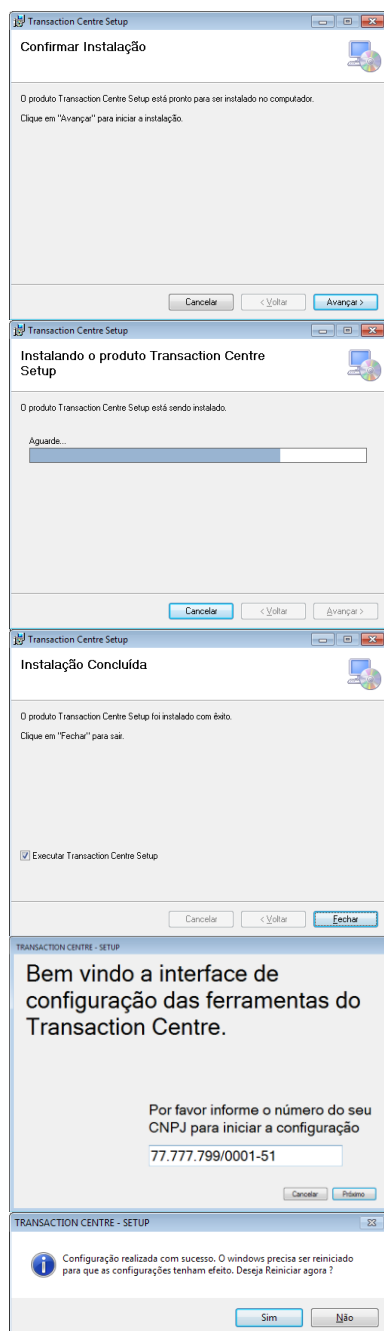 Transaction Centre Setup
Confirmar Instalação
O produto Transaction Centre Setup está pronto para ser instalado no computador.
Clique em "Avançar" para iniciar a instalação.
Cancelar
< Voltar
Avançar >
Transaction Centre Setup
Instalando o produto Transaction Centre
Setup
O produto Transaction Centre Setup está sendo instalado.
Aguarde...
Cancelar
< Voltar
Avançar >
Transaction Centre Setup
Instalação Concluída
O produto Transaction Centre Setup foi instalado com êxito.
Clique em "Fechar" para sair.
Executar Transaction Centre Setup
Cancelar
< Voltar
Fechar
TRANSACTION CENTRE - SETUP
Bem vindo a interface de
configuração das ferramentas do
Transaction Centre.
Por favor informe o número do seu
CNPJ para iniciar a configuração
77.777.799/0001-51
Cancelar
Próximo
TRANSACTION CENTRE - SETUP
Configuração realizada com sucesso. O windows precisa ser reiniciado
para que as configurações tenham efeito. Deseja Reiniciar agora ?
Sim
Não